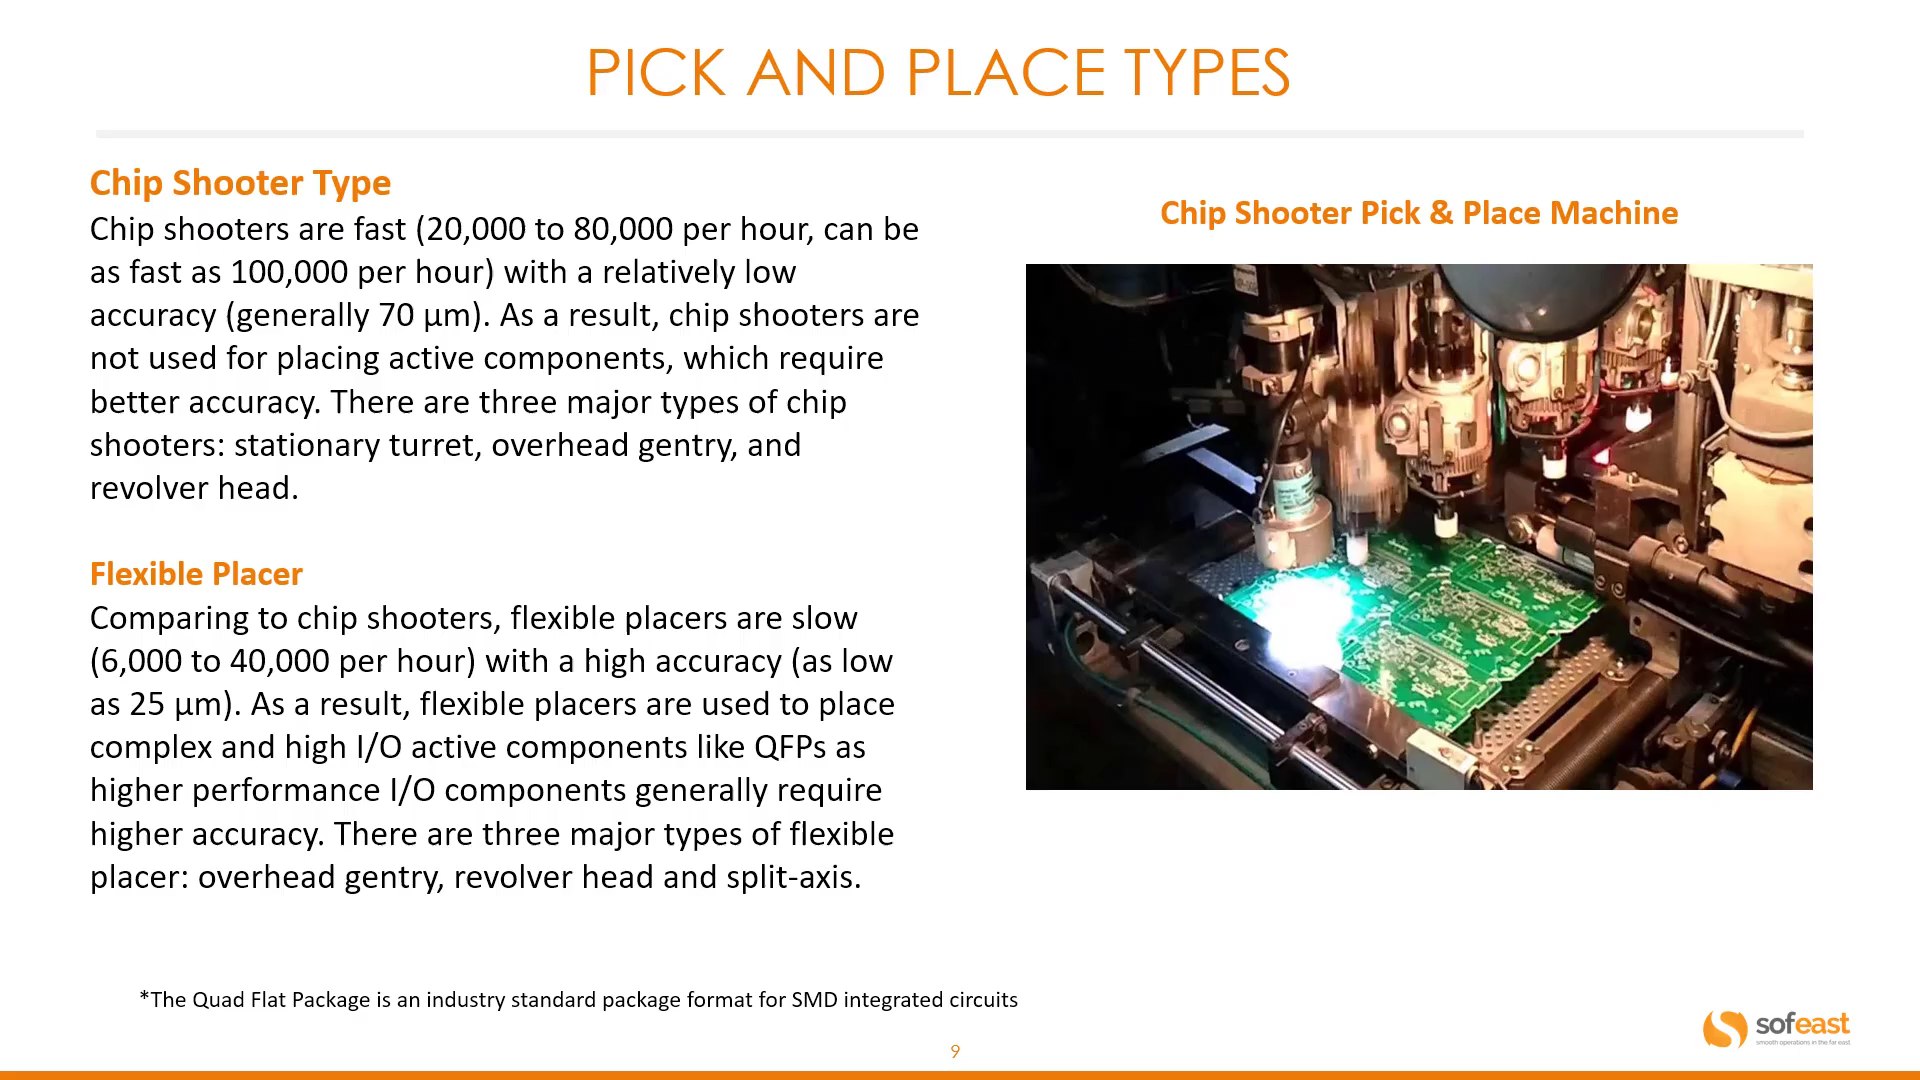 PICK AND PLACE TYPES
Chip Shooter Type
Chip shooters are fast (20,000 to 80,000 per hour, can be
as fast as 100,000 per hour) with a relatively low
accuracy (generally 70 µm). As a result, chip shooters are
not used for placing active components, which require
better accuracy. There are three major types of chip
shooters: stationary turret, overhead gentry, and
revolver head.
Flexible Placer
Comparing to chip shooters, flexible placers are slow
(6,000 to 40,000 per hour) with a high accuracy (as low
as 25 µm). As a result, flexible placers are used to place
complex and high I/O active components like QFPs as
higher performance I/O components generally require
higher accuracy. There are three major types of flexible
placer: overhead gentry, revolver head and split-axis.
Chip Shooter Pick & Place Machine
*The Quad Flat Package is an industry standard package format for SMD integrated circuits
9
sofeast
smooth operations in the far east